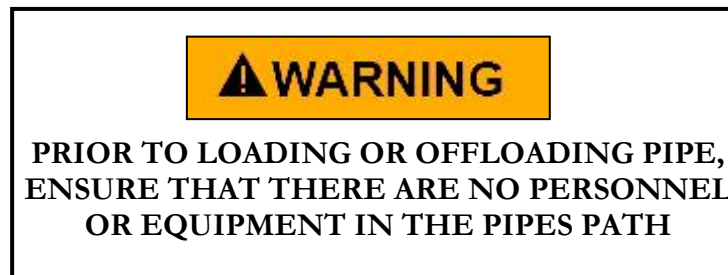 WARNING
PRIOR TO LOADING OR OFFLOADING PIPE,
ENSURE THAT THERE ARE NO PERSONNEL
OR EQUIPMENT IN THE PIPES PATH